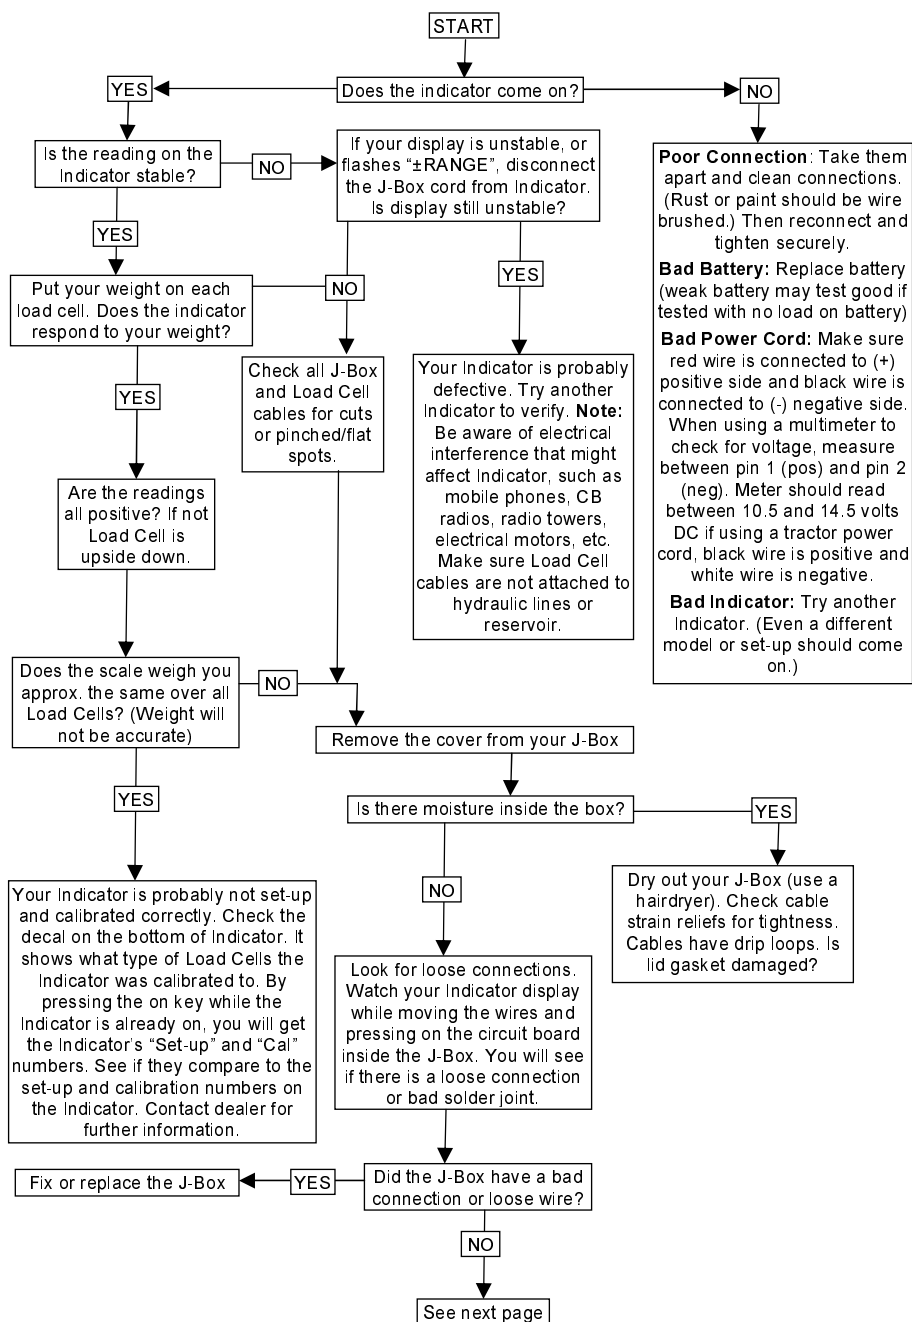 START
Does the indicator come on?
YES
NO
Is the reading on the
Indicator stable?
NO
If your display is unstable, or
flashes “±RANGE”, disconnect
the J-Box cord from Indicator.
Is display still unstable?
Poor Connection: Take them
apart and clean connections.
(Rust or paint should be wire
brushed.) Then reconnect and
tighten securely.
Bad Battery: Replace battery
(weak battery may test good if
tested with no load on battery)
Bad Power Cord: Make sure
red wire is connected to (+)
positive side and black wire is
connected to (-) negative side.
When using a multimeter to
check for voltage, measure
between pin 1 (pos) and pin 2
(neg). Meter should read
between 10.5 and 14.5 volts
DC if using a tractor power
cord, black wire is positive and
white wire is negative.
Bad Indicator: Try another
Indicator. (Even a different
model or set-up should come
on.)
YES
Put your weight on each
load cell. Does the indicator
respond to your weight?
NO
YES
YES
Check all J-Box
and Load Cell
cables for cuts
or pinched/flat
spots.
Your Indicator is probably
defective. Try another
Indicator to verify. Note:
Be aware of electrical
interference that might
affect Indicator, such as
mobile phones, CB
radios, radio towers,
electrical motors, etc.
Make sure Load Cell
cables are not attached to
hydraulic lines or
reservoir.
Are the readings
all positive? If not
Load Cell is
upside down.
Does the scale weigh you
approx. the same over all
Load Cells? (Weight will
not be accurate)
NO
Remove the cover from your J-Box
YES
Is there moisture inside the box?
YES
NO
Dry out your J-Box (use a
hairdryer). Check cable
strain reliefs for tightness.
Cables have drip loops. Is
lid gasket damaged?
Your Indicator is probably not set-up
and calibrated correctly. Check the
decal on the bottom of Indicator. It
shows what type of Load Cells the
Indicator was calibrated to. By
pressing the on key while the
Indicator is already on, you will get
the Indicator’s “Set-up” and “Cal”
numbers. See if they compare to the
set-up and calibration numbers on
the Indicator. Contact dealer for
further information.
Look for loose connections.
Watch your Indicator display
while moving the wires and
pressing on the circuit board
inside the J-Box. You will see
if there is a loose connection
or bad solder joint.
Did the J-Box have a bad
connection or loose wire?
YES
Fix or replace the J-Box
NO
See next page